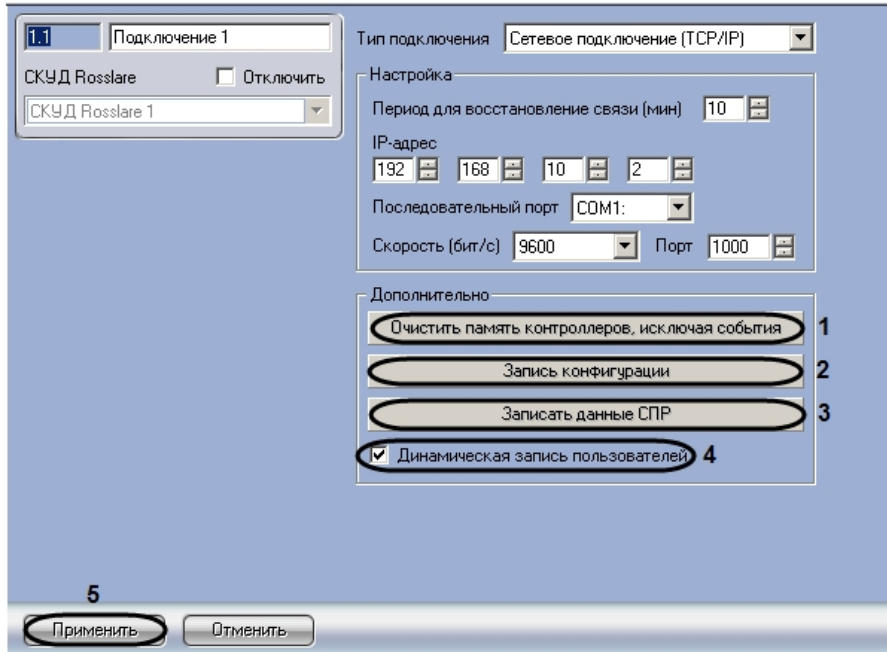 1.1 Подключение 1
СКУД Rosslare Отключить
СКУД Rosslare 1
Тип подключения Сетевое подключение (TCP/IP)
Настройка
Период для восстановление связи (мин) 10
IP-адрес
192 168 10 2
Последовательный порт COM1:
Скорость (бит/с) 9600 Порт 1000
Дополнительно
Очистить память контроллеров, исключая события 1
Запись конфигурации 2
Записать данные СПР 3
Динамическая запись пользователей 4
5
Применить Отменить